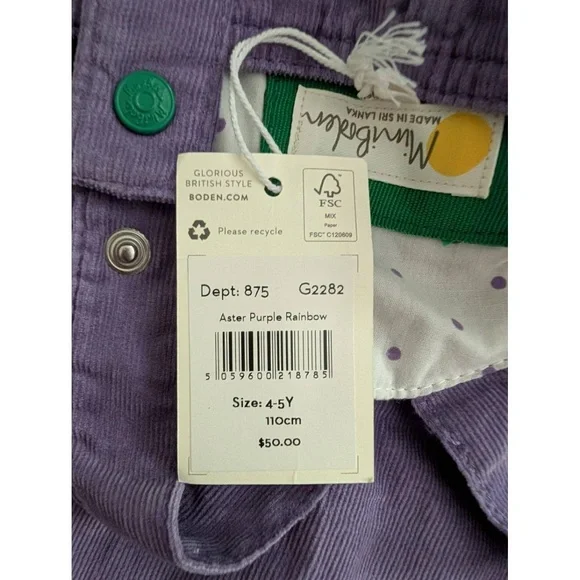 GLORIOUS
BRITISH STYLE
BODEN.COM
Please recycle
FSC
MIX
Paper
FSC™ C120609
Dept: 875 G2282
Aster Purple Rainbow
5 059600 218785
Size: 4-5Y
110cm
$50.00
Mini Boden
MADE IN SRI LANKA